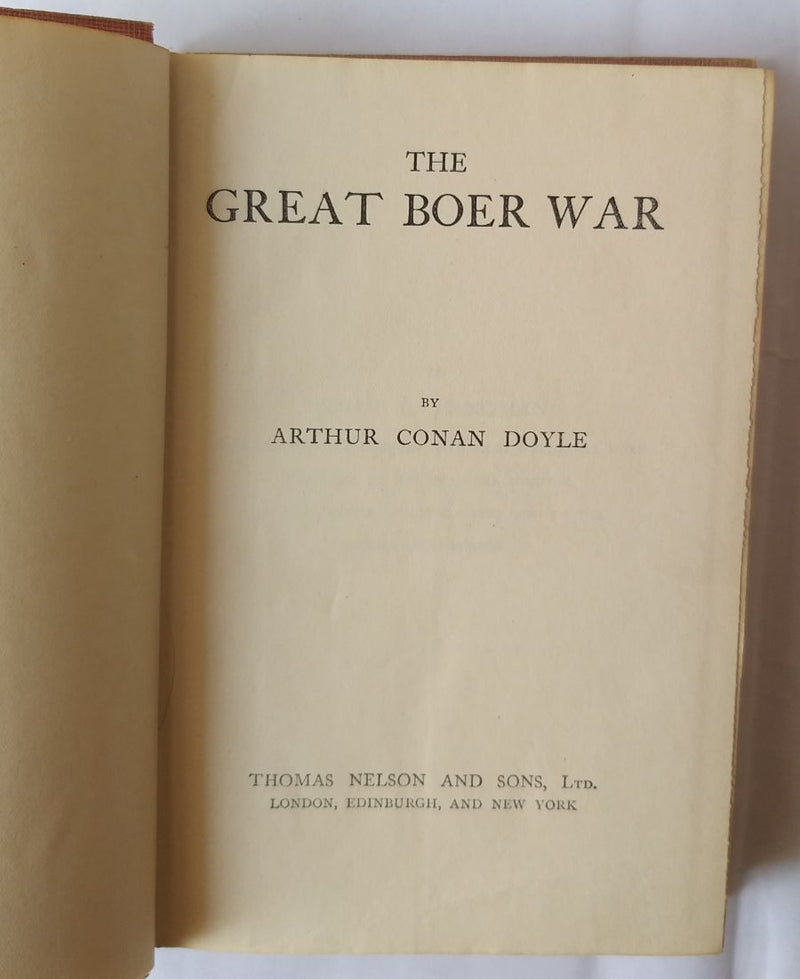 THE
GREAT BOER WAR
BY
ARTHUR CONAN DOYLE
THOMAS NELSON AND SONS, LTD.
LONDON, EDINBURGH, AND NEW YORK